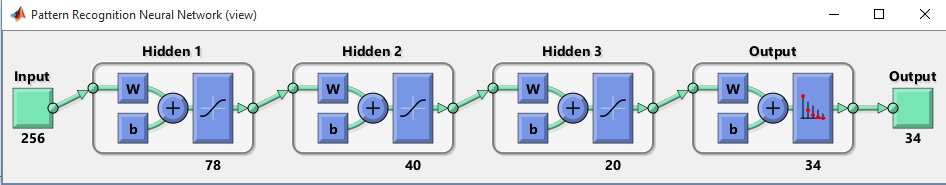 Pattern Recognition Neural Network (view)
Hidden 1 Hidden 2 Hidden 3 Output
Input Output
W W W W
+ + + +
b b b b
256 34
78 40 20 34